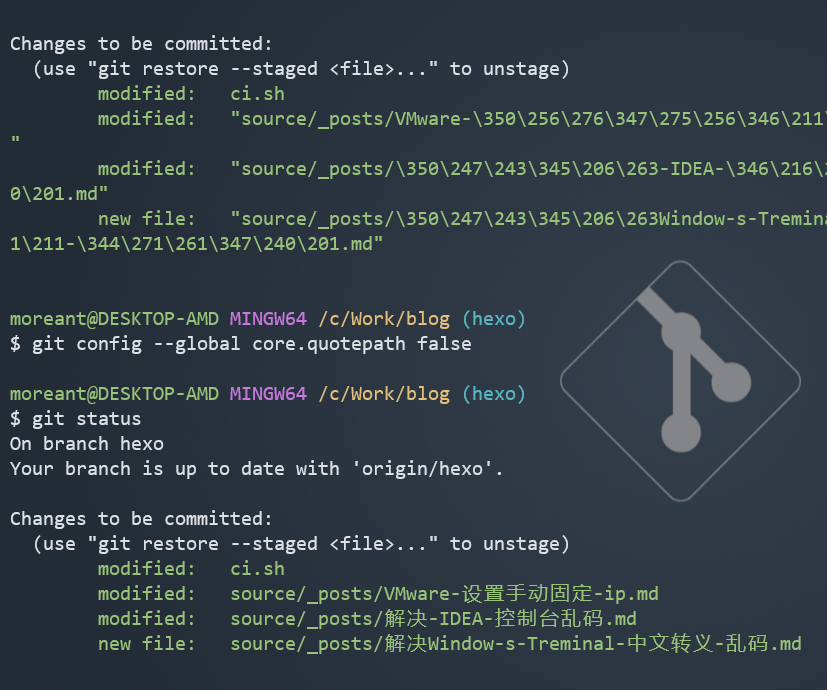 Changes to be committed:
(use "git restore --staged <file>..." to unstage)
modified: ci.sh
modified: "source/_posts/VMware-\350\256\276\347\275\256\346\211\
"
modified: "source/_posts/\350\247\243\345\206\263-IDEA-\346\216\
0\201.md"
new file: "source/_posts/\350\247\243\345\206\263Window-s-Tremina
1\211-\344\271\261\347\240\201.md"
moreant@DESKTOP-AMD MINGW64 /c/Work/blog (hexo)
$ git config --global core.quotepath false
moreant@DESKTOP-AMD MINGW64 /c/Work/blog (hexo)
$ git status
On branch hexo
Your branch is up to date with 'origin/hexo'.
Changes to be committed:
(use "git restore --staged <file>..." to unstage)
modified: ci.sh
modified: source/_posts/VMware-设置手动固定-ip.md
modified: source/_posts/解决-IDEA-控制台乱码.md
new file: source/_posts/解决Window-s-Treminal-中文转义-乱码.md